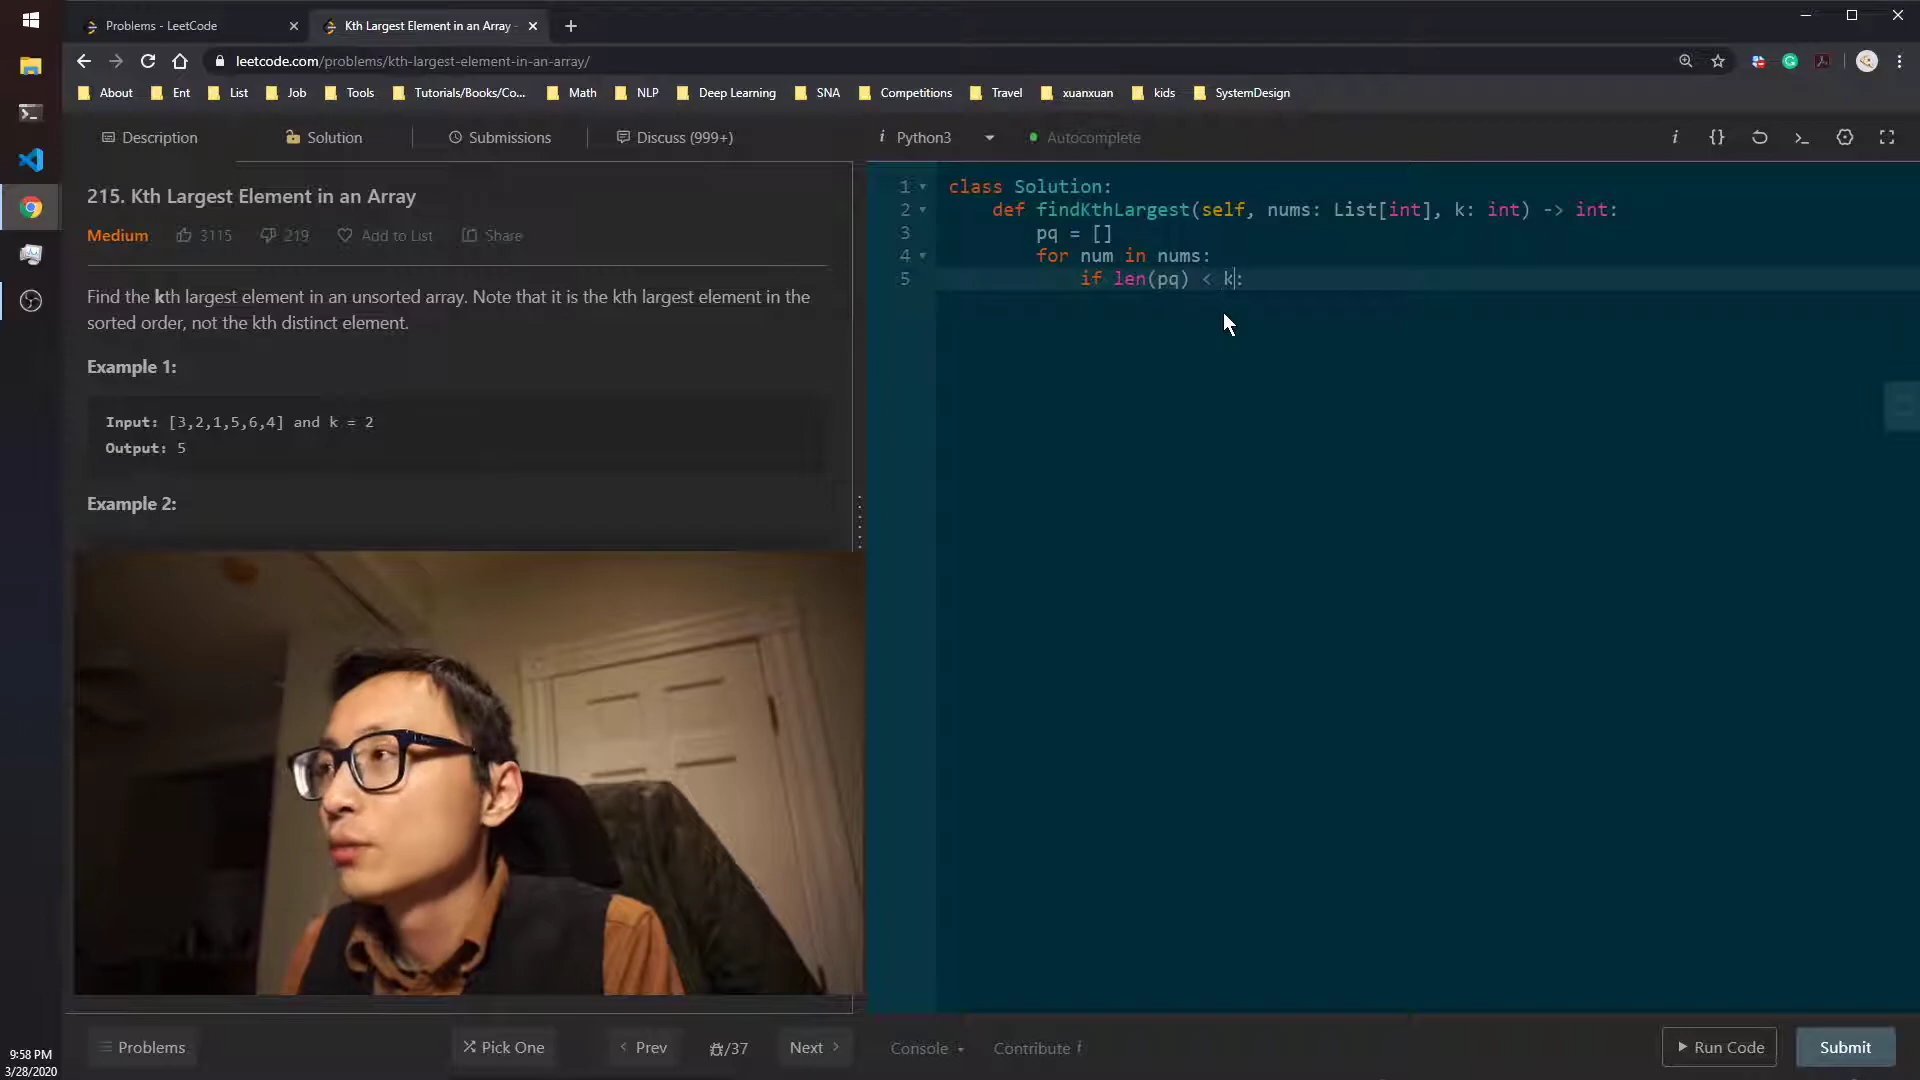 Problems - LeetCode
Kth Largest Element in an Array -
leetcode.com/problems/kth-largest-element-in-an-array/
About
Ent
List
Job
Tools
Tutorials/Books/Co...
Math
NLP
Deep Learning
SNA
Competitions
Travel
xuanxuan
kids
SystemDesign
Description
Solution
Submissions
Discuss (999+)
i Python3
Autocomplete
215. Kth Largest Element in an Array
Medium
3115
219
Add to List
Share
Find the kth largest element in an unsorted array. Note that it is the kth largest element in the
sorted order, not the kth distinct element.
Example 1:
Input: [3,2,1,5,6,4] and k = 2
Output: 5
Example 2:
1 class Solution:
2 def findKthLargest(self, nums: List[int], k: int) -> int:
3 pq = []
4 for num in nums:
5 if len(pq) < k:
Problems
Pick One
Prev
/37
Next
Console
Contribute i
Run Code
Submit
9:58 PM
3/28/2020